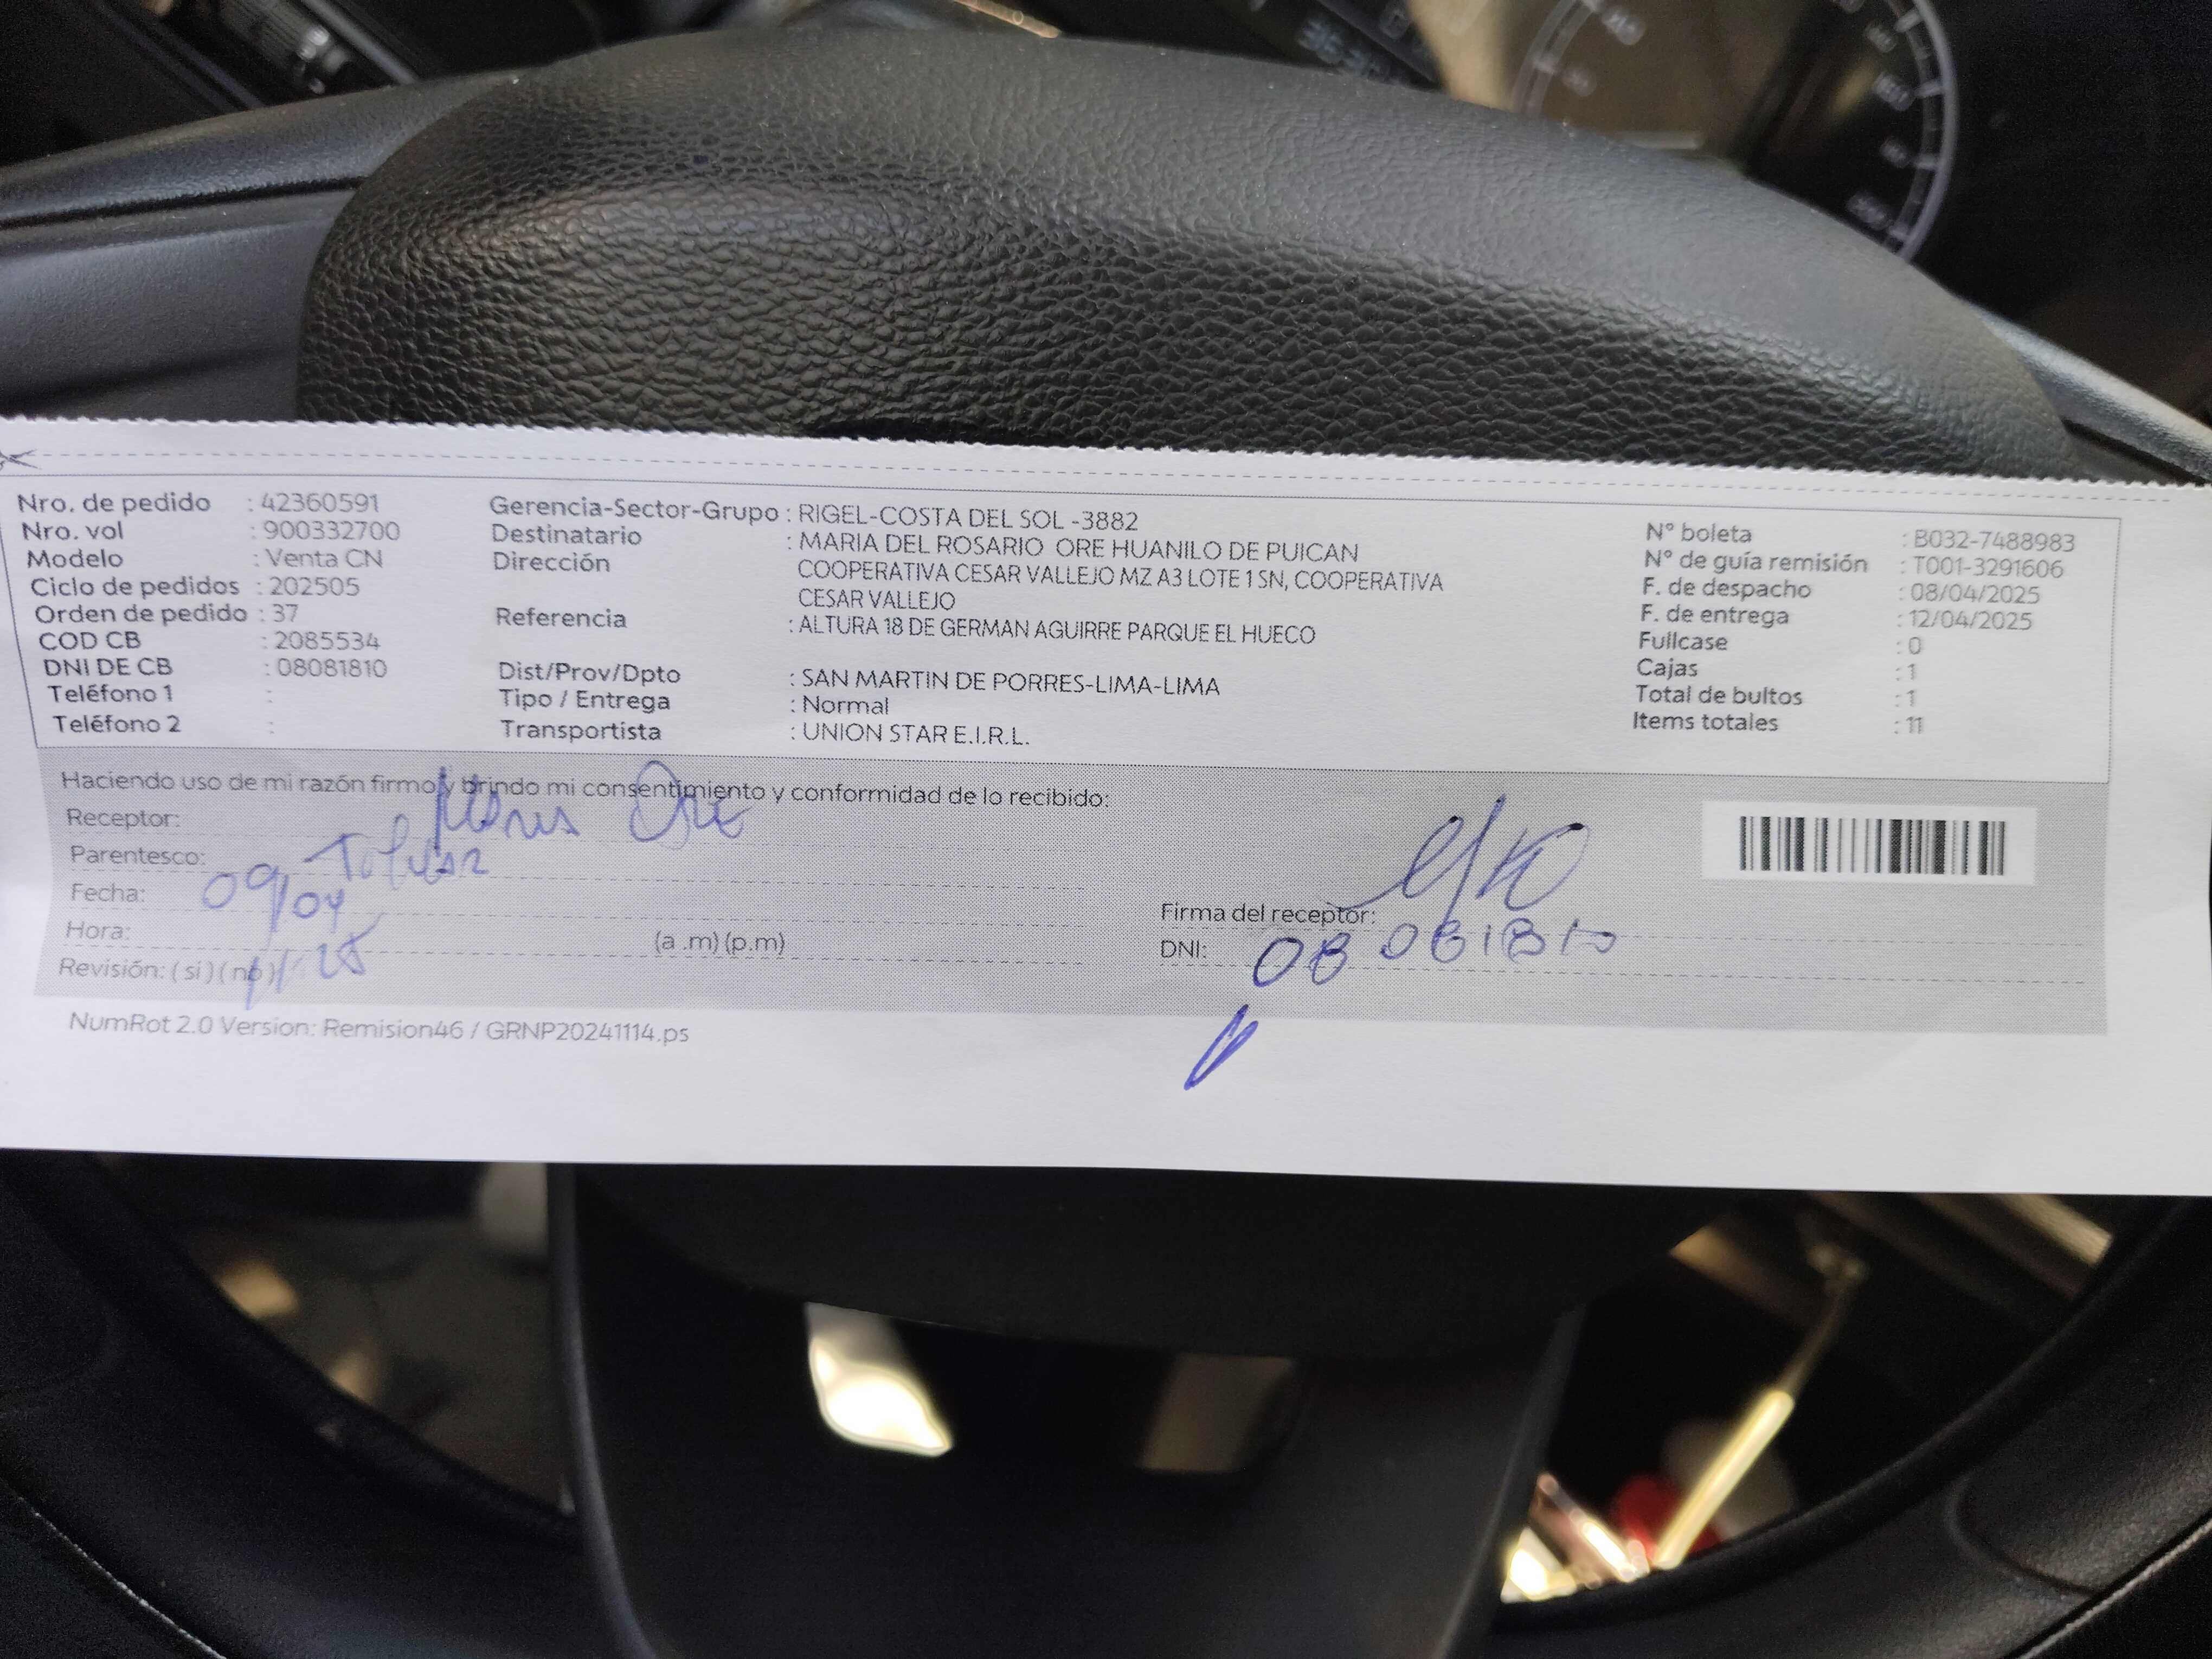 Nro. de pedido : 42360591
Nro. vol : 900332700
Modelo : Venta CN
Ciclo de pedidos : 202505
Orden de pedido : 37
COD CB : 2085534
DNI DE CB : 08081810
Teléfono 1 :
Teléfono 2 :
Gerencia-Sector-Grupo : RIGEL-COSTA DEL SOL -3882
Destinatario : MARIA DEL ROSARIO ORE HUANILO DE PUICAN
Dirección COOPERATIVA CESAR VALLEJO MZ A3 LOTE 1 SN, COOPERATIVA
CESAR VALLEJO
Referencia : ALTURA 18 DE GERMAN AGUIRRE PARQUE EL HUECO
Dist/Prov/Dpto : SAN MARTIN DE PORRES-LIMA-LIMA
Tipo / Entrega : Normal
Transportista : UNION STAR E.I.R.L.
N° boleta : B032-7488983
N° de guía remisión : T001-3291606
F. de despacho : 08/04/2025
F. de entrega : 12/04/2025
Fullcase : 0
Cajas : 1
Total de bultos : 1
Items totales : 11
Haciendo uso de mi razón firmo y brindo mi consentimiento y conformidad de lo recibido:
Receptor: Ore
Parentesco:
Fecha: 09/04
Hora: (a .m) (p.m)
Revisión: ( si ) ( no )
Firma del receptor:
DNI: 08081810
NumRot 2.0 Version: Remision46 / GRNP20241114.ps